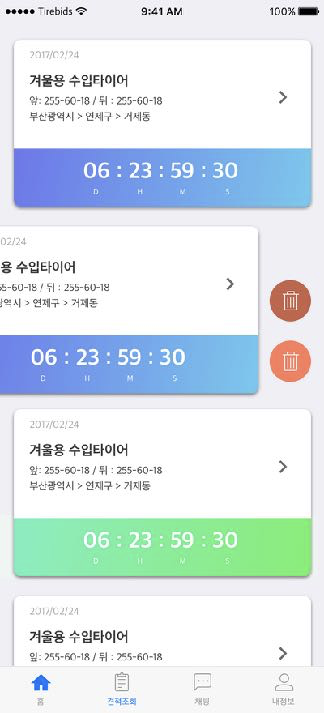 Tirebids 9:41 AM 100%
2017/02/24
겨울용 수입타이어
앞: 255-60-18 / 뒤 : 255-60-18
부산광역시 > 연제구 > 거제동
06 : 23 : 59 : 30
D H M S
02/24
용 수입타이어
55-60-18 / 뒤 : 255-60-18
광역시 > 연제구 > 거제동
06 : 23 : 59 : 30
D H M S
2017/02/24
겨울용 수입타이어
앞: 255-60-18 / 뒤 : 255-60-18
부산광역시 > 연제구 > 거제동
06 : 23 : 59 : 30
D H M S
2017/02/24
겨울용 수입타이어
앞: 255-60-18 / 뒤 : 255-60-18
홈 견적조회 채팅 내정보